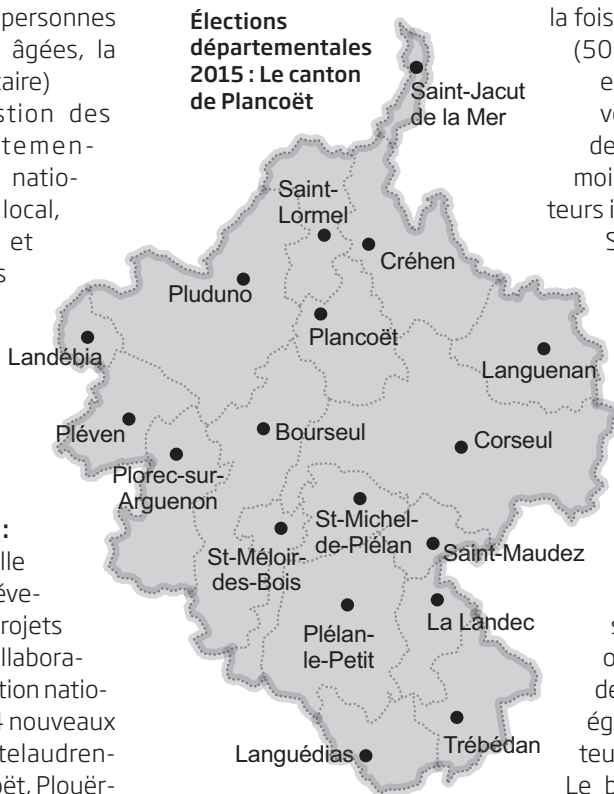 personnes
âgées, la
taire)
stion des
temen-
natio-
local,
et
s
:
lle
éve-
rojets
llabora-
tion natio-
4 nouveaux
telaudren-
oët, Plouër-
Élections
départementales
2015 : Le canton
de Plancoët
Saint-Jacut
de la Mer
Saint-
Lormel
Créhen
Pluduno
Plancoët
Landébia
Languenan
Pléven
Bourseul
Corseul
Plorec-sur-
Arguenon
St-Michel-
de-Plélan
St-Méloir-
des-Bois
Saint-Maudez
La Landec
Plélan-
le-Petit
Trébédan
Languédias
la fois
(50
e
v
de
moi
teurs i
S
s
o
de
ég
teu
Le b